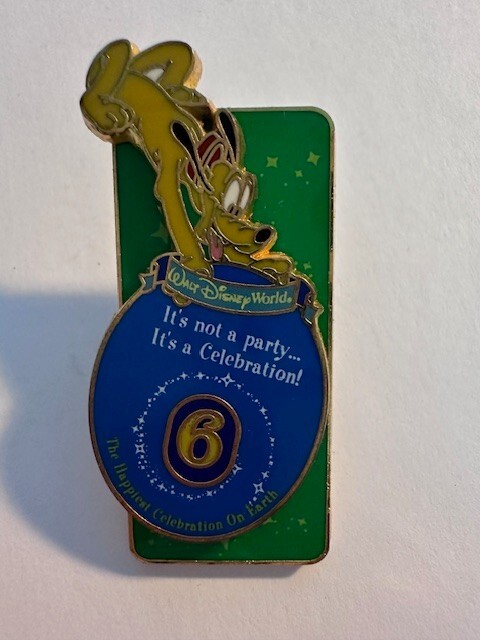 WALT DISNEY WORLD®
It's not a party...
It's a Celebration!
6
The Happiest Celebration On Earth